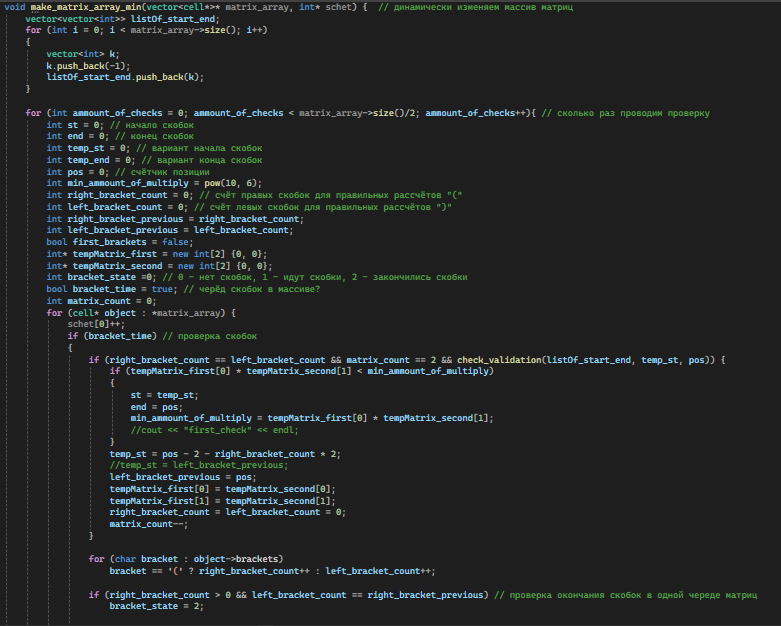 void make_matrix_array_min(vector<cell*>* matrix_array, int* schet) {  // динамически изменяем массив матриц
    vector<vector<int>> listOf_start_end;
    for (int i = 0; i < matrix_array->size(); i++)
    {
        vector<int> k;
        k.push_back(-1);
        listOf_start_end.push_back(k);
    }

    for (int ammount_of_checks = 0; ammount_of_checks < matrix_array->size()/2; ammount_of_checks++){ // сколько раз проводим проверку
        int st = 0; // начало скобок
        int end = 0; // конец скобок
        int temp_st = 0; // вариант начала скобок
        int temp_end = 0; // вариант конца скобок
        int pos = 0; // счётчик позиции
        int min_ammount_of_multiply = pow(10, 6);
        int right_bracket_count = 0; // счёт правых скобок для правильных рассчётов "("
        int left_bracket_count = 0; // счёт левых скобок для правильных рассчётов ")"
        int right_bracket_previous = right_bracket_count;
        int left_bracket_previous = left_bracket_count;
        bool first_brackets = false;
        int* tempMatrix_first = new int[2] {0, 0};
        int* tempMatrix_second = new int[2] {0, 0};
        int bracket_state =0; // 0 - нет скобок, 1 - идут скобки, 2 - закончились скобки
        bool bracket_time = true; // черёд скобок в массиве?
        int matrix_count = 0;
        for (cell* object : *matrix_array) {
            schet[0]++;
            if (bracket_time) // проверка скобок
            {
                if (right_bracket_count == left_bracket_count && matrix_count == 2 && check_validation(listOf_start_end, temp_st, pos)) {
                    if (tempMatrix_first[0] * tempMatrix_second[1] < min_ammount_of_multiply)
                    {
                        st = temp_st;
                        end = pos;
                        min_ammount_of_multiply = tempMatrix_first[0] * tempMatrix_second[1];
                        //cout << "first_check" << endl;
                    }
                    temp_st = pos - 2 - right_bracket_count * 2;
                    //temp_st = left_bracket_previous;
                    left_bracket_previous = pos;
                    tempMatrix_first[0] = tempMatrix_second[0];
                    tempMatrix_first[1] = tempMatrix_second[1];
                    right_bracket_count = left_bracket_count = 0;
                    matrix_count--;
                }

                for (char bracket : object->brackets)
                    bracket == '(' ? right_bracket_count++ : left_bracket_count++;

                if (right_bracket_count > 0 && left_bracket_count == right_bracket_previous) // проверка окончания скобок в одной череде матриц
                    bracket_state = 2;